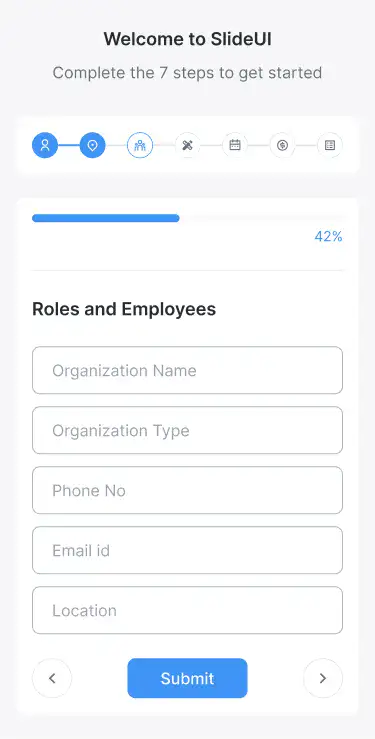 Welcome to SlideUI
Complete the 7 steps to get started
42%
Roles and Employees
Organization Name
Organization Type
Phone No
Email id
Location
Submit